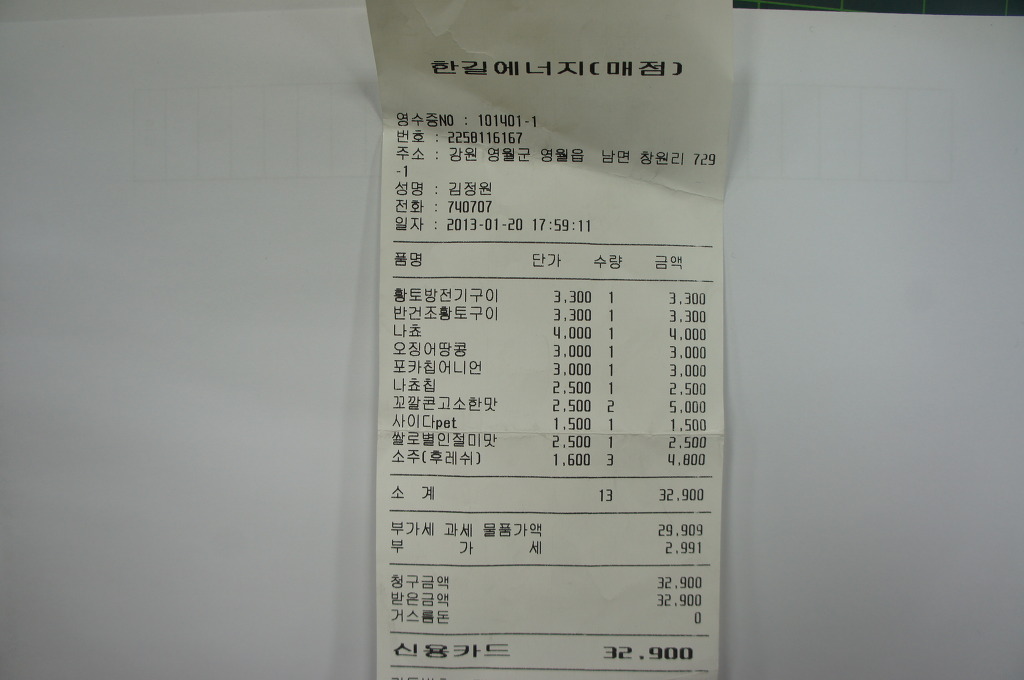 한길에너지(매점)
영수증NO : 101401-1
번호 : 2258116167
주소 : 강원 영월군 영월읍 남면 창원리 729
-1
성명 : 김정원
전화 : 740707
일자 : 2013-01-20 17:59:11
품명 단가 수량 금액
황토방전기구이 3,300 1 3,300
반건조황토구이 3,300 1 3,300
나쵸 4,000 1 4,000
오징어땅콩 3,000 1 3,000
포카칩어니언 3,000 1 3,000
나쵸칩 2,500 1 2,500
꼬깔콘고소한맛 2,500 2 5,000
사이다pet 1,500 1 1,500
쌀로별인절미맛 2,500 1 2,500
소주(후레쉬) 1,600 3 4,800
소 계 13 32,900
부가세 과세 물품가액 29,909
부 가 세 2,991
청구금액 32,900
받은금액 32,900
거스름돈 0
신용카드 32,900